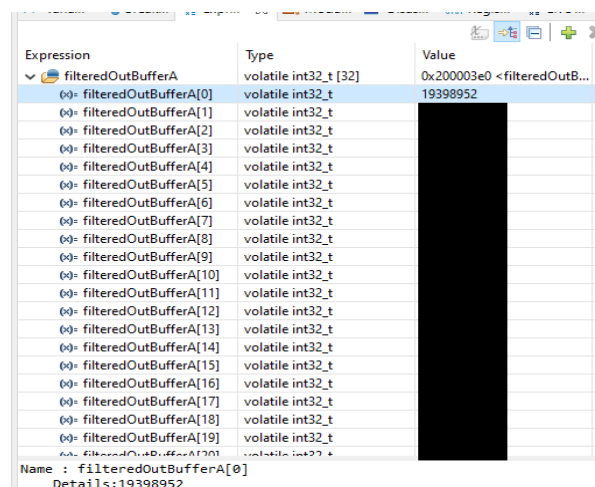 Expression Type Value
filteredOutBufferA volatile int32_t [32] 0x200003e0 <filteredOutB...
(x)= filteredOutBufferA[0] volatile int32_t 19398952
(x)= filteredOutBufferA[1] volatile int32_t
(x)= filteredOutBufferA[2] volatile int32_t
(x)= filteredOutBufferA[3] volatile int32_t
(x)= filteredOutBufferA[4] volatile int32_t
(x)= filteredOutBufferA[5] volatile int32_t
(x)= filteredOutBufferA[6] volatile int32_t
(x)= filteredOutBufferA[7] volatile int32_t
(x)= filteredOutBufferA[8] volatile int32_t
(x)= filteredOutBufferA[9] volatile int32_t
(x)= filteredOutBufferA[10] volatile int32_t
(x)= filteredOutBufferA[11] volatile int32_t
(x)= filteredOutBufferA[12] volatile int32_t
(x)= filteredOutBufferA[13] volatile int32_t
(x)= filteredOutBufferA[14] volatile int32_t
(x)= filteredOutBufferA[15] volatile int32_t
(x)= filteredOutBufferA[16] volatile int32_t
(x)= filteredOutBufferA[17] volatile int32_t
(x)= filteredOutBufferA[18] volatile int32_t
(x)= filteredOutBufferA[19] volatile int32_t
(x)= filteredOutBufferA[20] volatile int32_t
Name : filteredOutBufferA[0]
Details:19398952